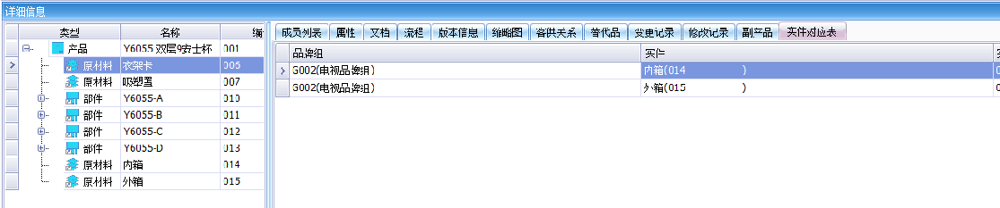 详细信息
类型 名称
产品 Y6055 双层9安士杯 001
原材料 衣架卡 006
原材料 吸塑罩 007
部件 Y6055-A 010
部件 Y6055-B 011
部件 Y6055-C 012
部件 Y6055-D 013
原材料 内箱 014
原材料 外箱 015
成员列表 属性 文档 流程 版本信息 缩略图 客供关系 替代品 变更记录 修改记录 副产品 实件对应表
品牌组 实件
G002(电视品牌组) 内箱(014 )
G002(电视品牌组) 外箱(015 )